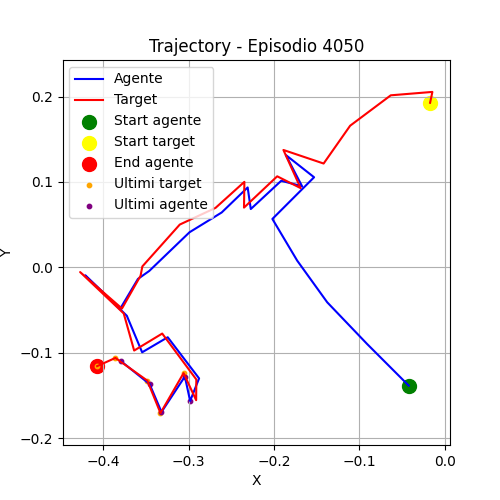 Trajectory - Episodio 4050
Agente
Target
Start agente
Start target
End agente
Ultimi target
Ultimi agente
0.2
0.1
0.0
−0.1
−0.2
Y
−0.4
−0.3
−0.2
−0.1
0.0
X